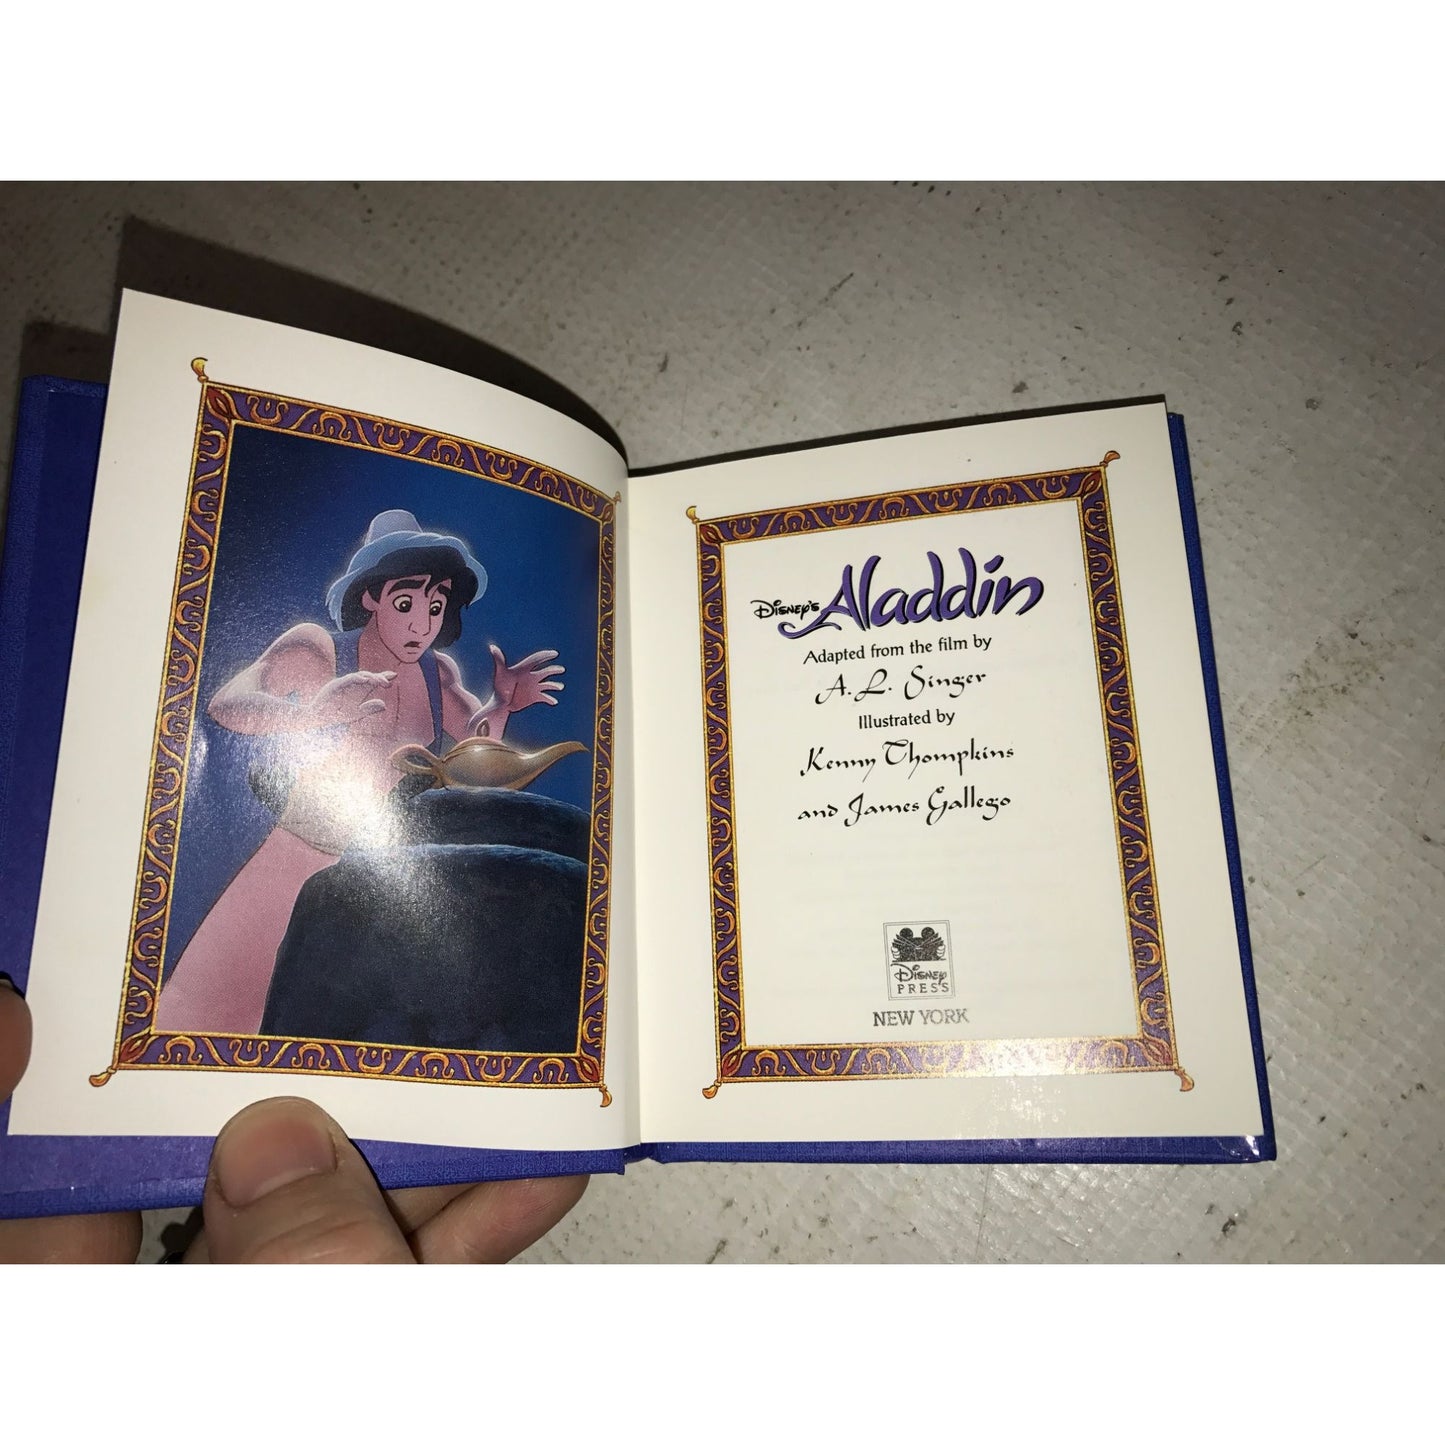 Disney's Aladdin
Adapted from the film by
A. L. Singer
Illustrated by
Kenny Thompkins
and James Gallego
Disney
PRESS
NEW YORK